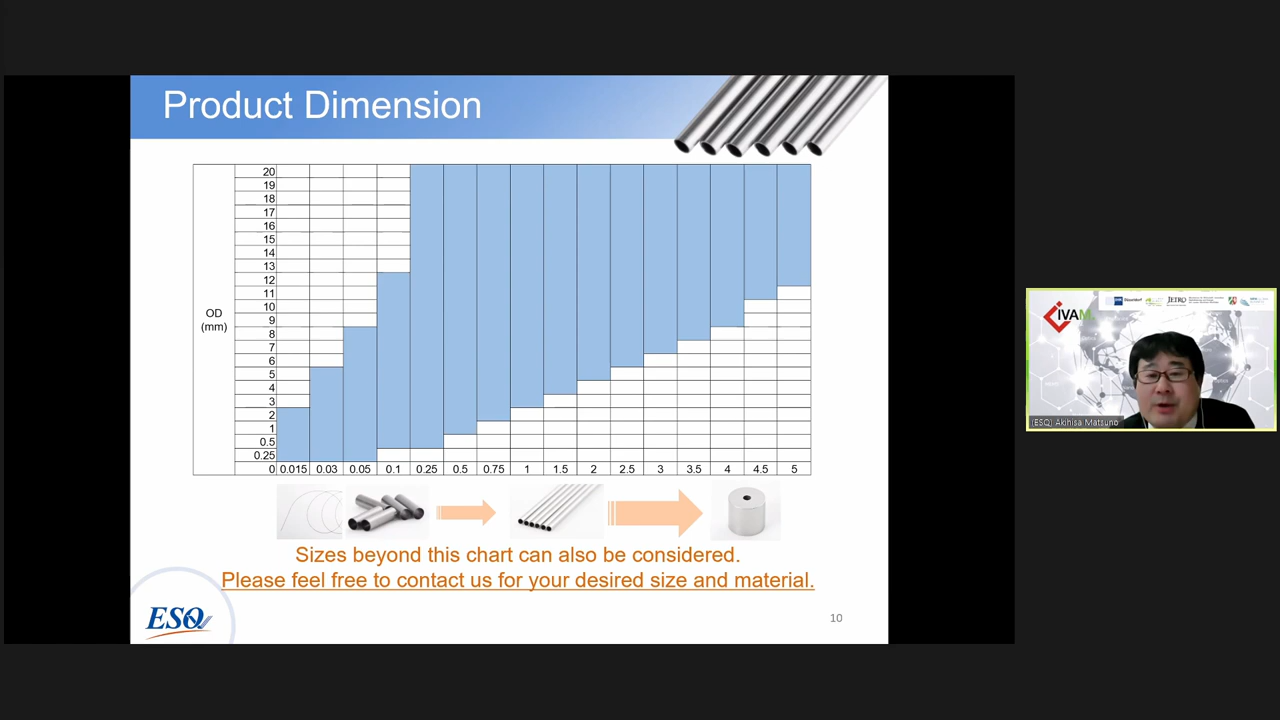 Product Dimension
OD
(mm)
20
19
18
17
16
15
14
13
12
11
10
9
8
7
6
5
4
3
2
1
0.5
0.25
0 0.015 0.03 0.05 0.1 0.25 0.5 0.75 1 1.5 2 2.5 3 3.5 4 4.5 5
Sizes beyond this chart can also be considered.
Please feel free to contact us for your desired size and material.
ESQ
10
IVAM
JETRO
(ESQ) Akihisa Matsuno